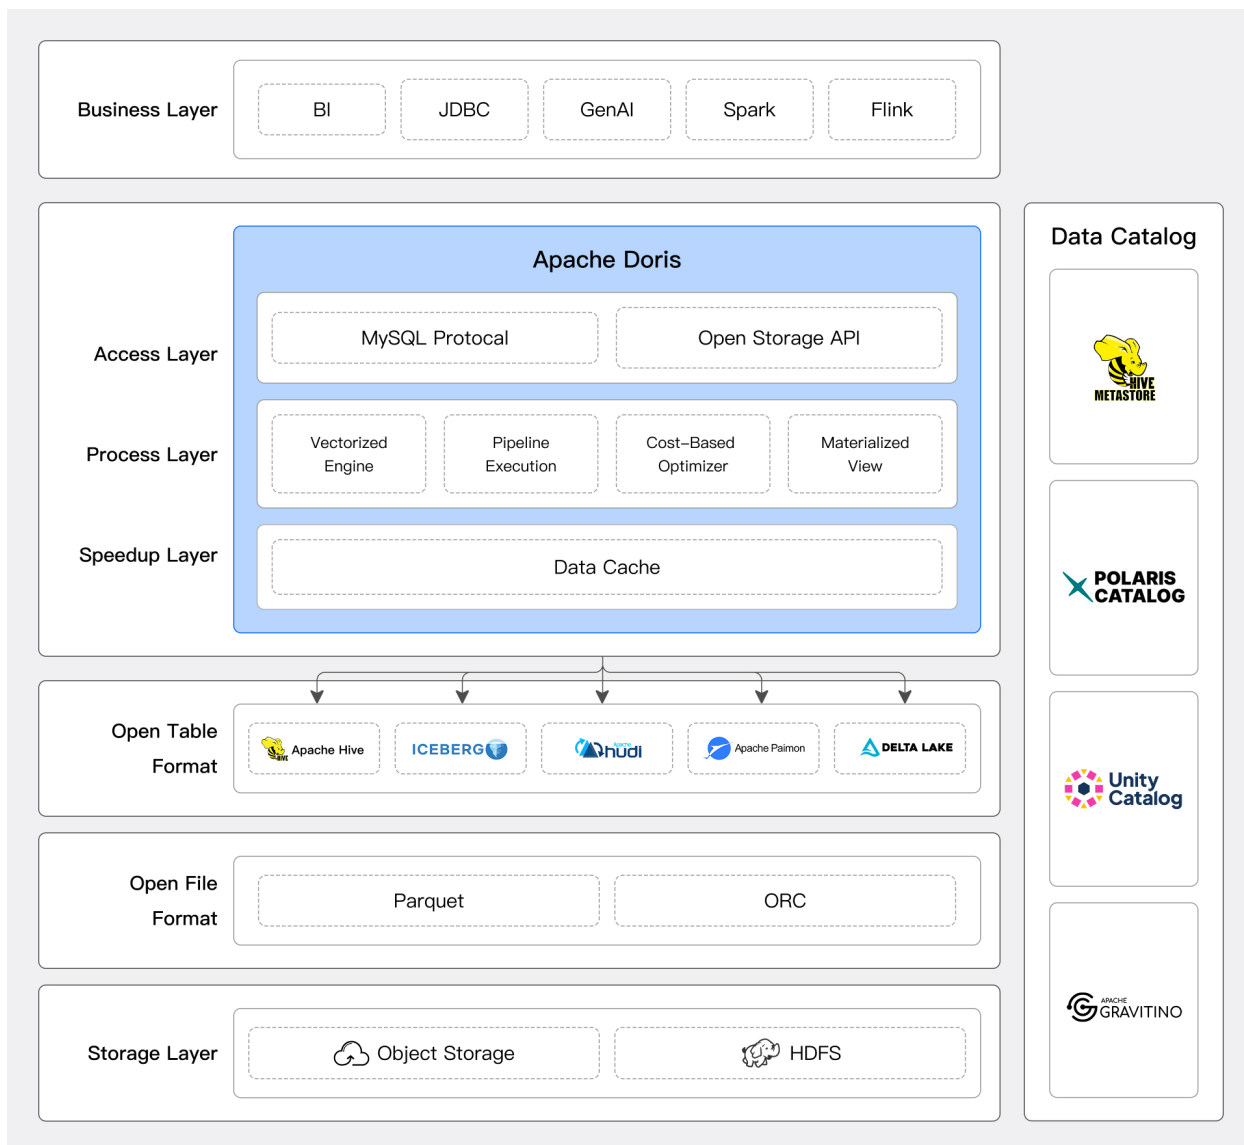 Business Layer
BI
JDBC
GenAI
Spark
Flink
Apache Doris
Access Layer
MySQL Protocal
Open Storage API
Process Layer
Vectorized
Engine
Pipeline
Execution
Cost-Based
Optimizer
Materialized
View
Speedup Layer
Data Cache
Open Table
Format
HIVE
Apache Hive
ICEBERG
Apache
hudi
Apache Paimon
DELTA LAKE
Open File
Format
Parquet
ORC
Storage Layer
Object Storage
HDFS
Data Catalog
HIVE
METASTORE
POLARIS
CATALOG
Unity
Catalog
APACHE
GRAVITINO